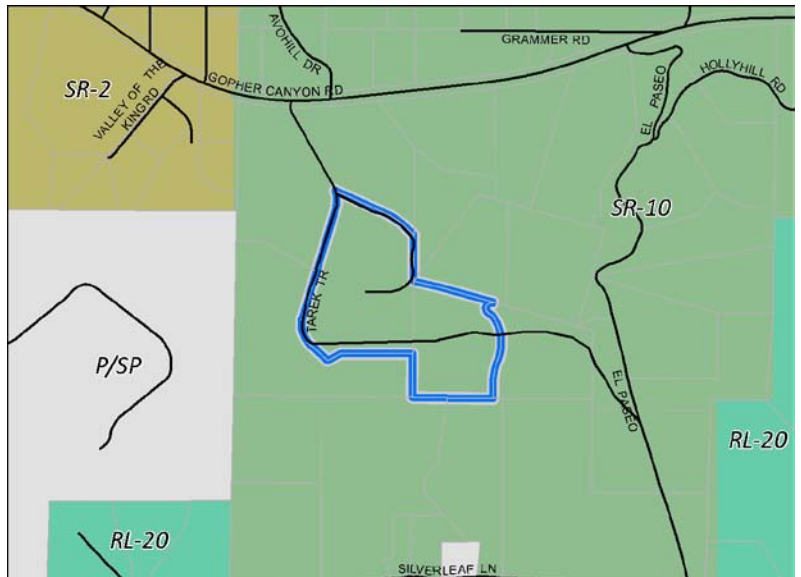 GRAMMER RD
AVOHILL DR
HOLLYHILL RD
SR-2
VALLEY OF THE
KING RD
GOPHER CANYON RD
EL PASEO
SR-10
TAREK TR
P/SP
EL PASEO
RL-20
RL-20
SILVERLEAF LN